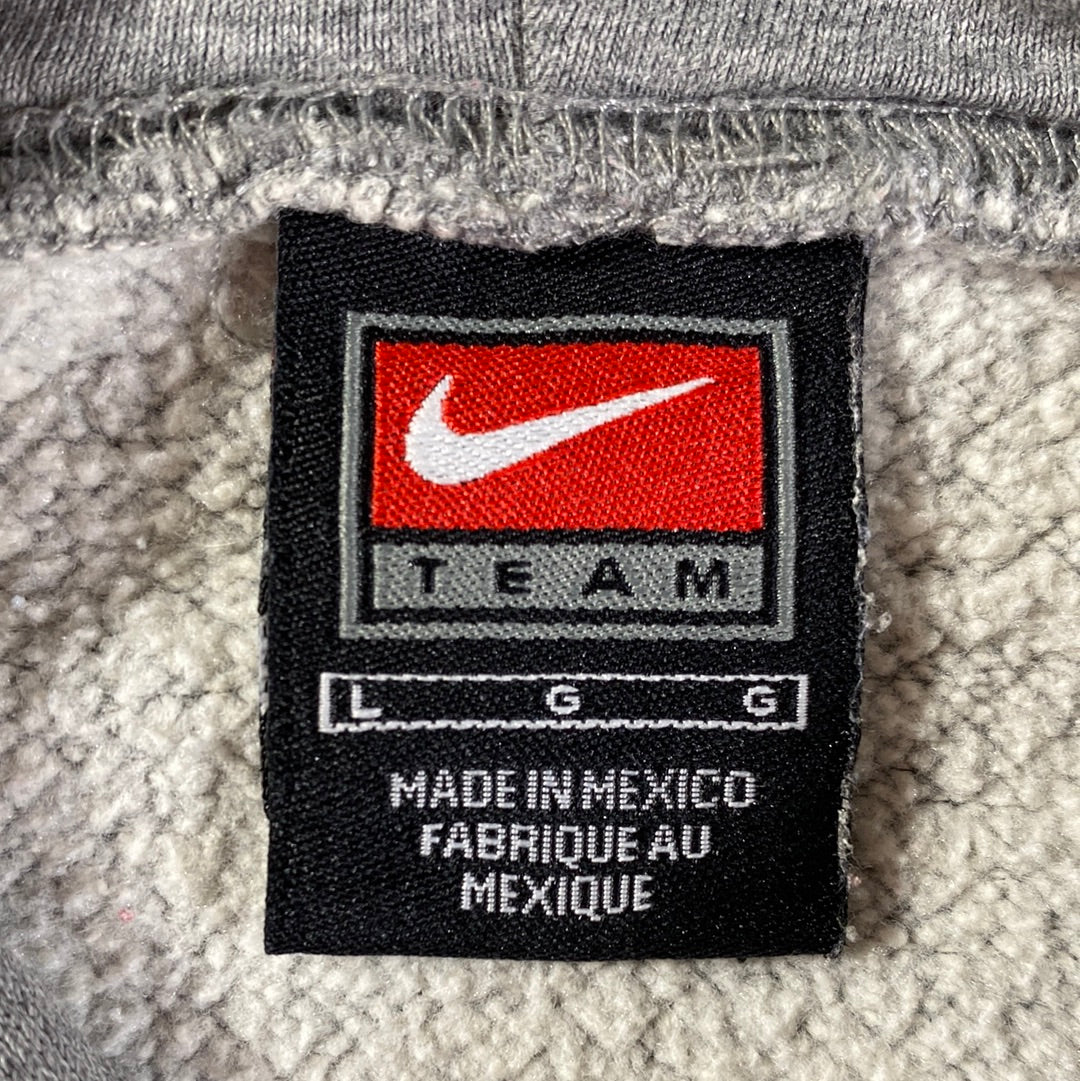 TEAM
L G G
MADE IN MEXICO
FABRIQUE AU
MEXIQUE